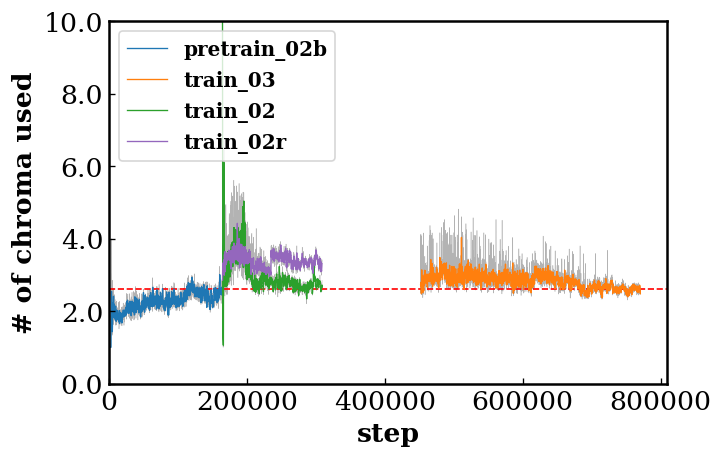 10.0
8.0
6.0
4.0
2.0
0.0
# of chroma used
pretrain_02b
train_03
train_02
train_02r
0 200000 400000 600000 800000
step